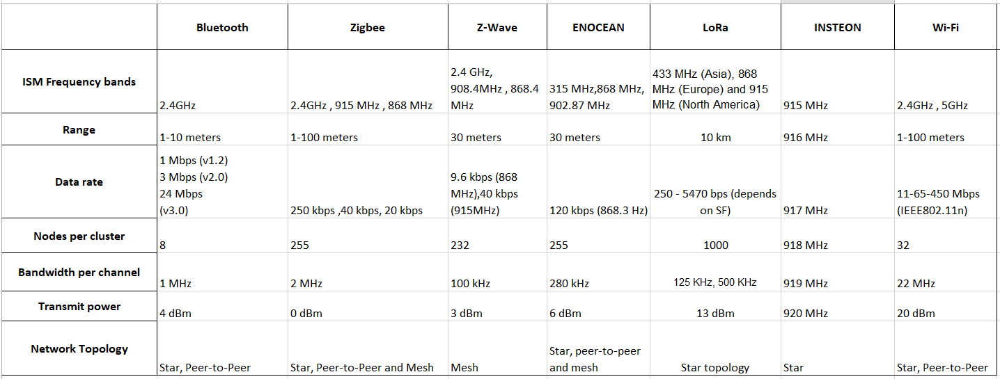 Bluetooth Zigbee Z-Wave ENOCEAN LoRa INSTEON Wi-Fi
ISM Frequency bands
2.4GHz
2.4GHz , 915 MHz , 868 MHz
2.4 GHz,
908.4MHz , 868.4
MHz
315 MHz,868 MHz,
902.87 MHz
433 MHz (Asia), 868
MHz (Europe) and 915
MHz (North America)
915 MHz
2.4GHz , 5GHz
Range
1-10 meters
1-100 meters
30 meters
30 meters
10 km
916 MHz
1-100 meters
Data rate
1 Mbps (v1.2)
3 Mbps (v2.0)
24 Mbps
(v3.0)
250 kbps ,40 kbps, 20 kbps
9.6 kbps (868
MHz),40 kbps
(915MHz)
120 kbps (868.3 Hz)
250 - 5470 bps (depends
on SF)
917 MHz
11-65-450 Mbps
(IEEE802.11n)
Nodes per cluster
8
255
232
255
1000
918 MHz
32
Bandwidth per channel
1 MHz
2 MHz
100 kHz
280 kHz
125 KHz, 500 KHz
919 MHz
22 MHz
Transmit power
4 dBm
0 dBm
3 dBm
6 dBm
13 dBm
920 MHz
20 dBm
Network Topology
Star, Peer-to-Peer
Star, Peer-to-Peer and Mesh
Mesh
Star, peer-to-peer
and mesh
Star topology
Star
Star, Peer-to-Peer